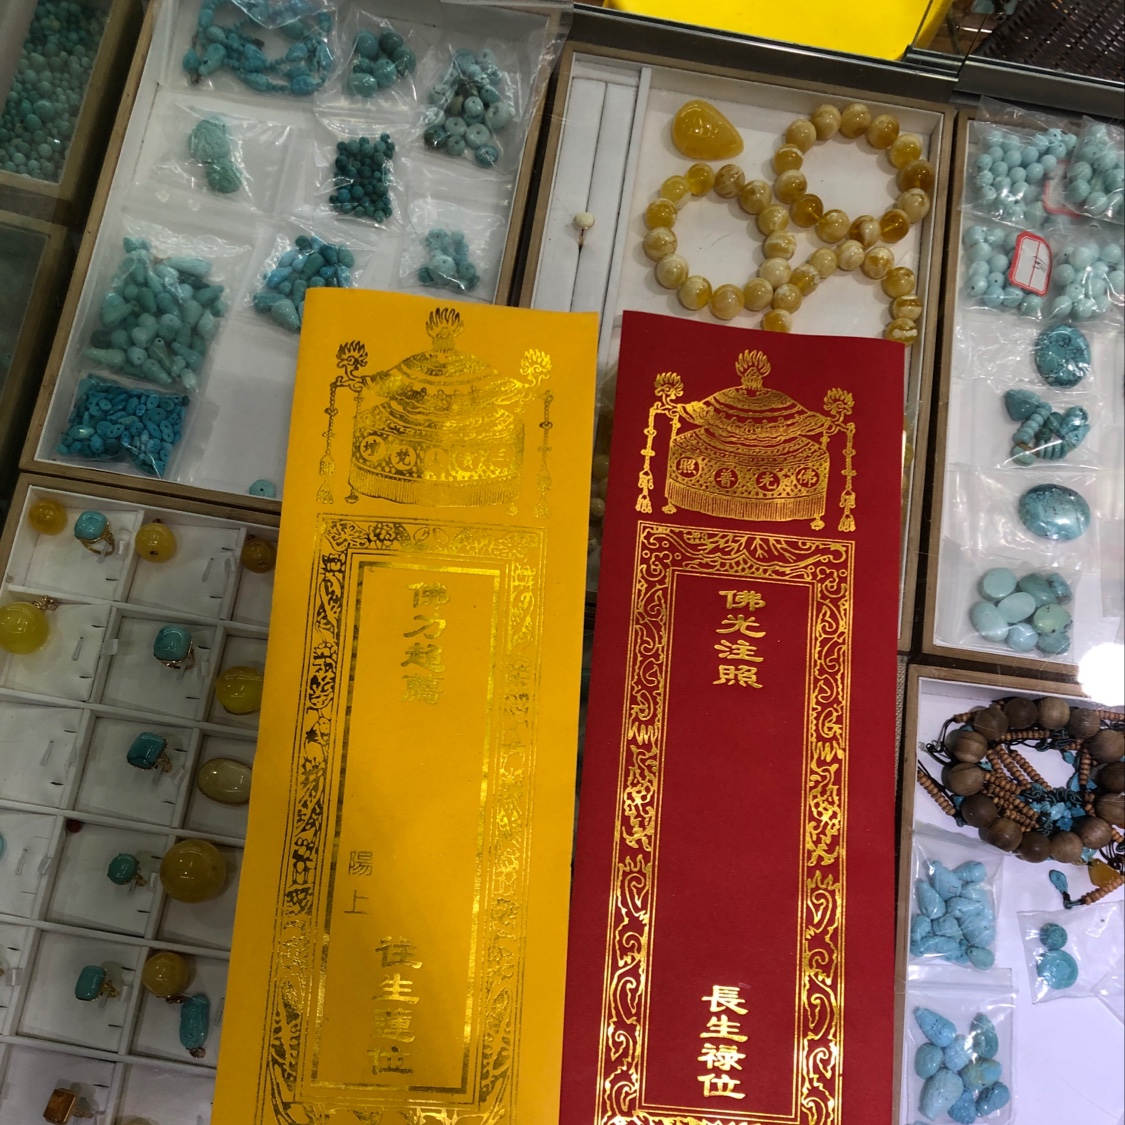 佛力超薦
陽上
往生蓮位
照普光佛
佛光注照
長生祿位